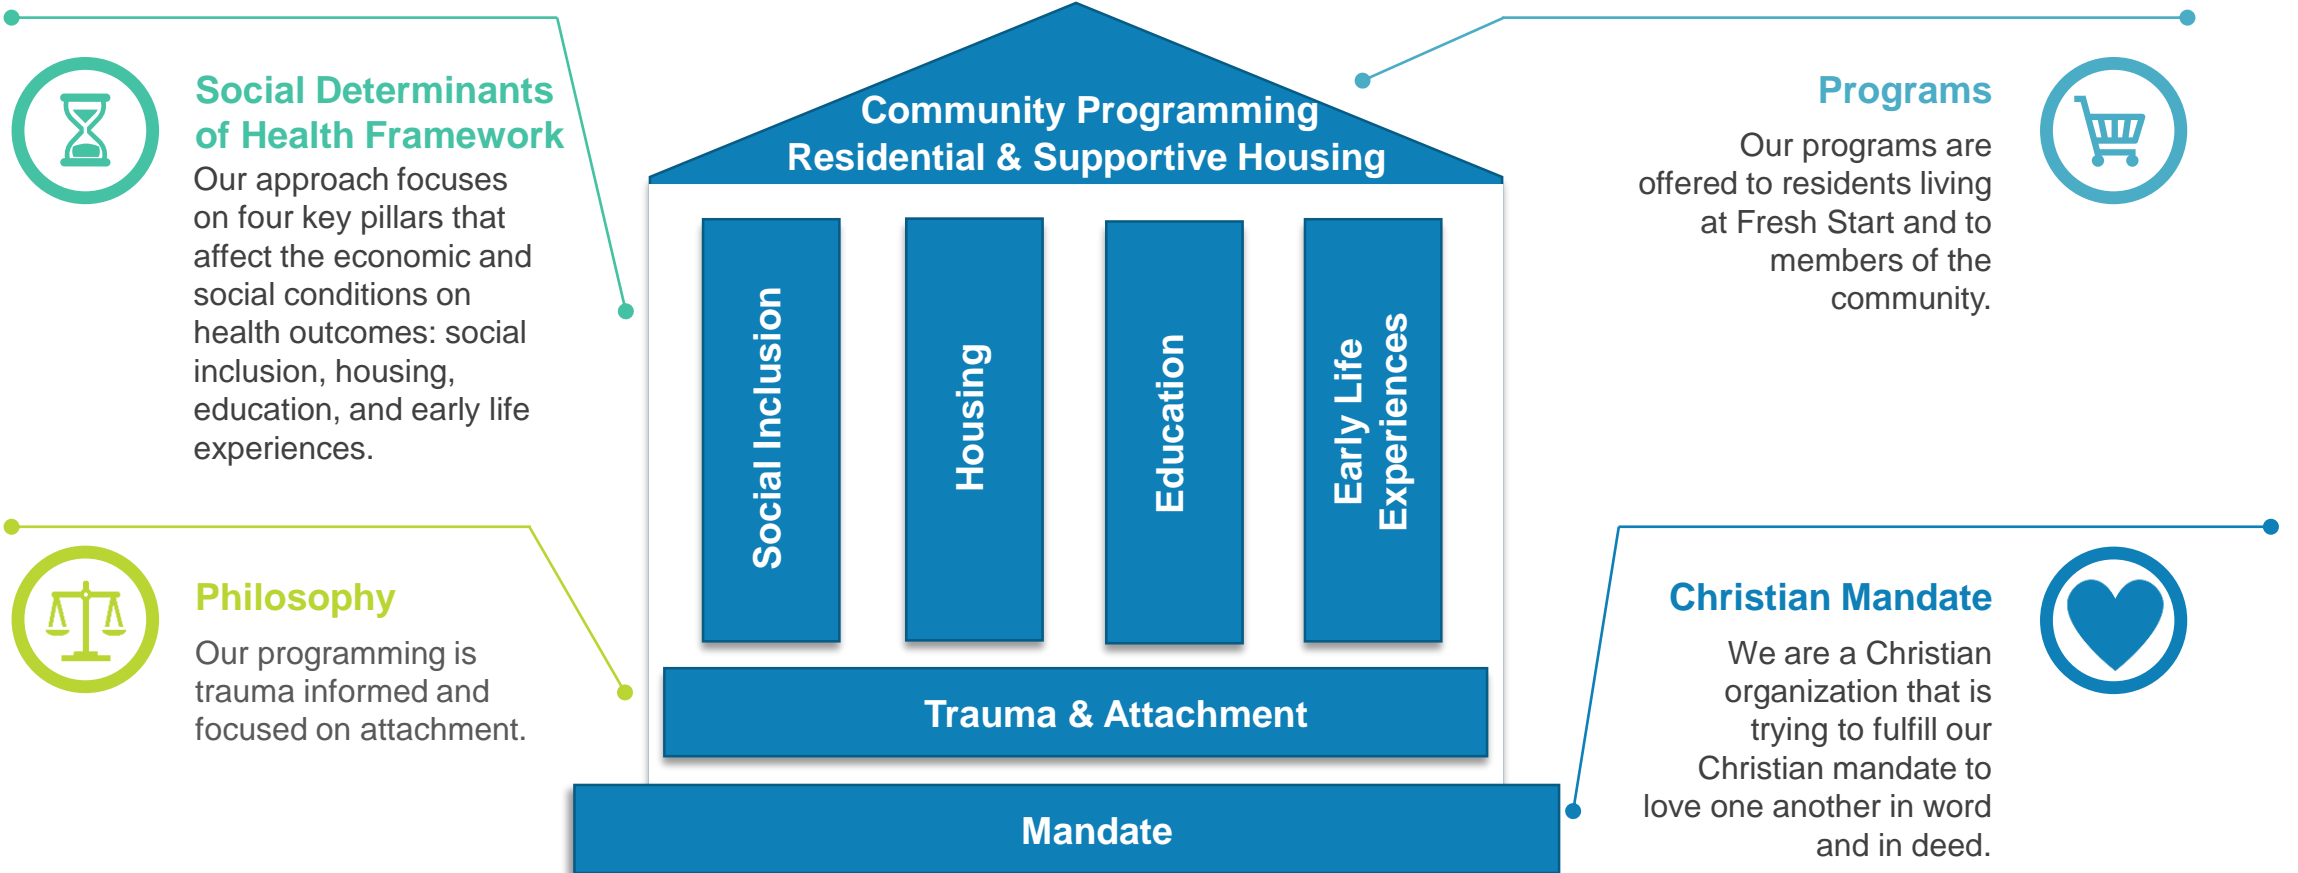 Social Determinants
of Health Framework
Our approach focuses
on four key pillars that
affect the economic and
social conditions on
health outcomes: social
inclusion, housing,
education, and early life
experiences.
Philosophy
Our programming is
trauma informed and
focused on attachment.
Community Programming
Residential & Supportive Housing
Social Inclusion
Housing
Education
Early Life
Experiences
Trauma & Attachment
Mandate
Programs
Our programs are
offered to residents living
at Fresh Start and to
members of the
community.
Christian Mandate
We are a Christian
organization that is
trying to fulfill our
Christian mandate to
love one another in word
and in deed.